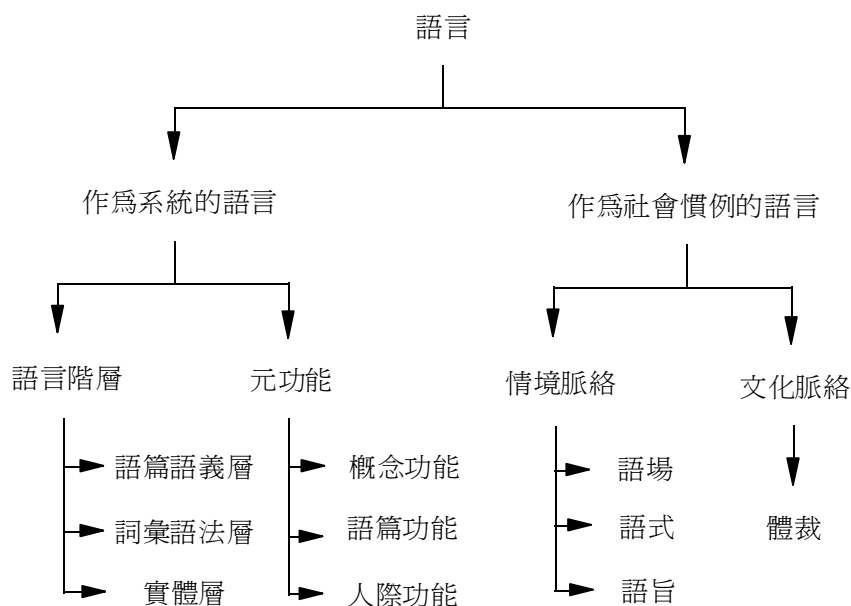 語言
作爲系統的語言
作爲社會慣例的語言
語言階層
元功能
情境脈絡
文化脈絡
語篇語義層
概念功能
語場
詞彙語法層
語篇功能
語式
體裁
實體層
人際功能
語旨